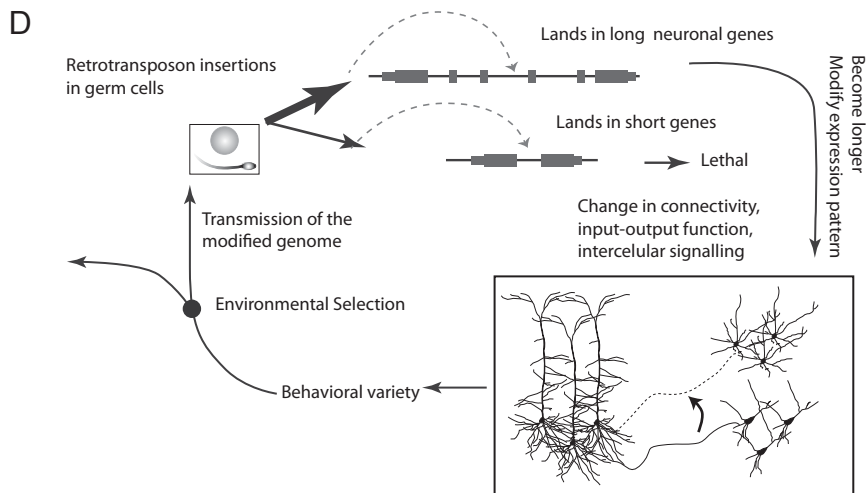 D
Retrotransposon insertions
in germ cells
Lands in long neuronal genes
Lands in short genes
Lethal
Become longer
Modify expression pattern
Change in connectivity,
input-output function,
intercelular signalling
Transmission of the
modified genome
Environmental Selection
Behavioral variety